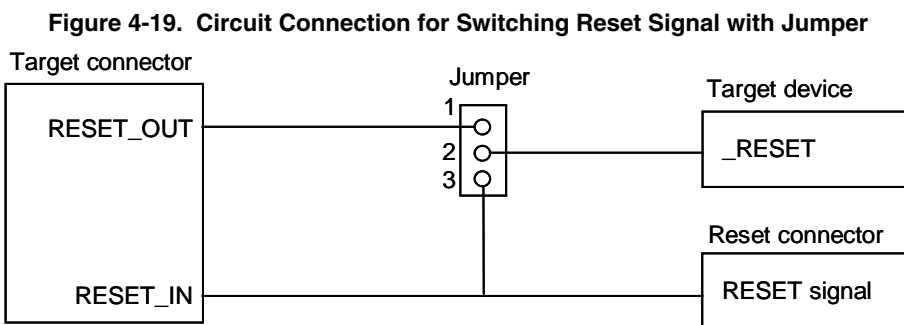 Figure 4-19.  Circuit Connection for Switching Reset Signal with Jumper
Target connector
Jumper
Target device
RESET_OUT
1
2
3
_RESET
Reset connector
RESET_IN
RESET signal